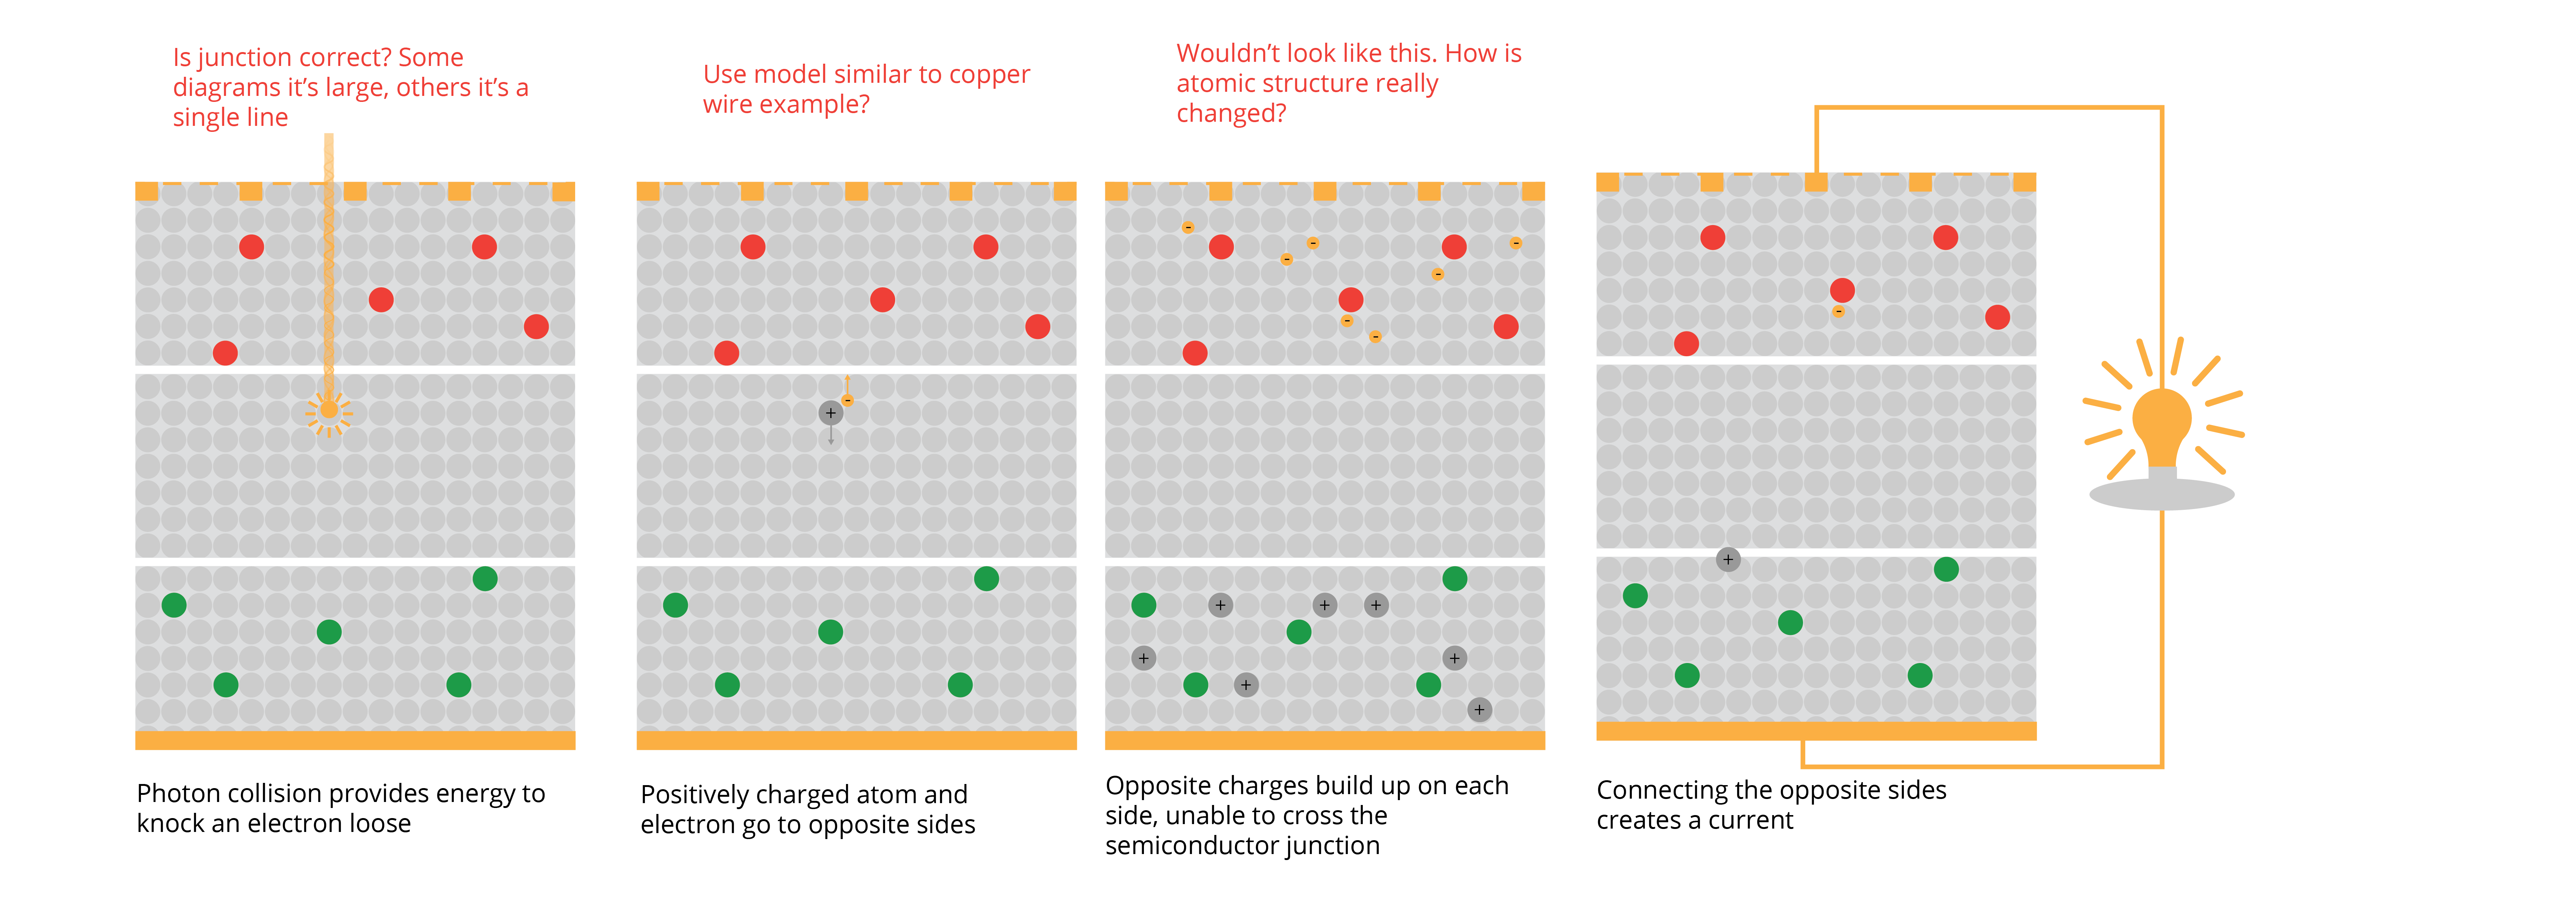 Is junction correct? Some
diagrams it's large, others it's a
single line
Use model similar to copper
wire example?
Wouldn't look like this. How is
atomic structure really
changed?
-
-
-
-
-
-
-
-
-
+
+
+
+
+
+
+
+
+
Photon collision provides energy to
knock an electron loose
Positively charged atom and
electron go to opposite sides
Opposite charges build up on each
side, unable to cross the
semiconductor junction
Connecting the opposite sides
creates a current